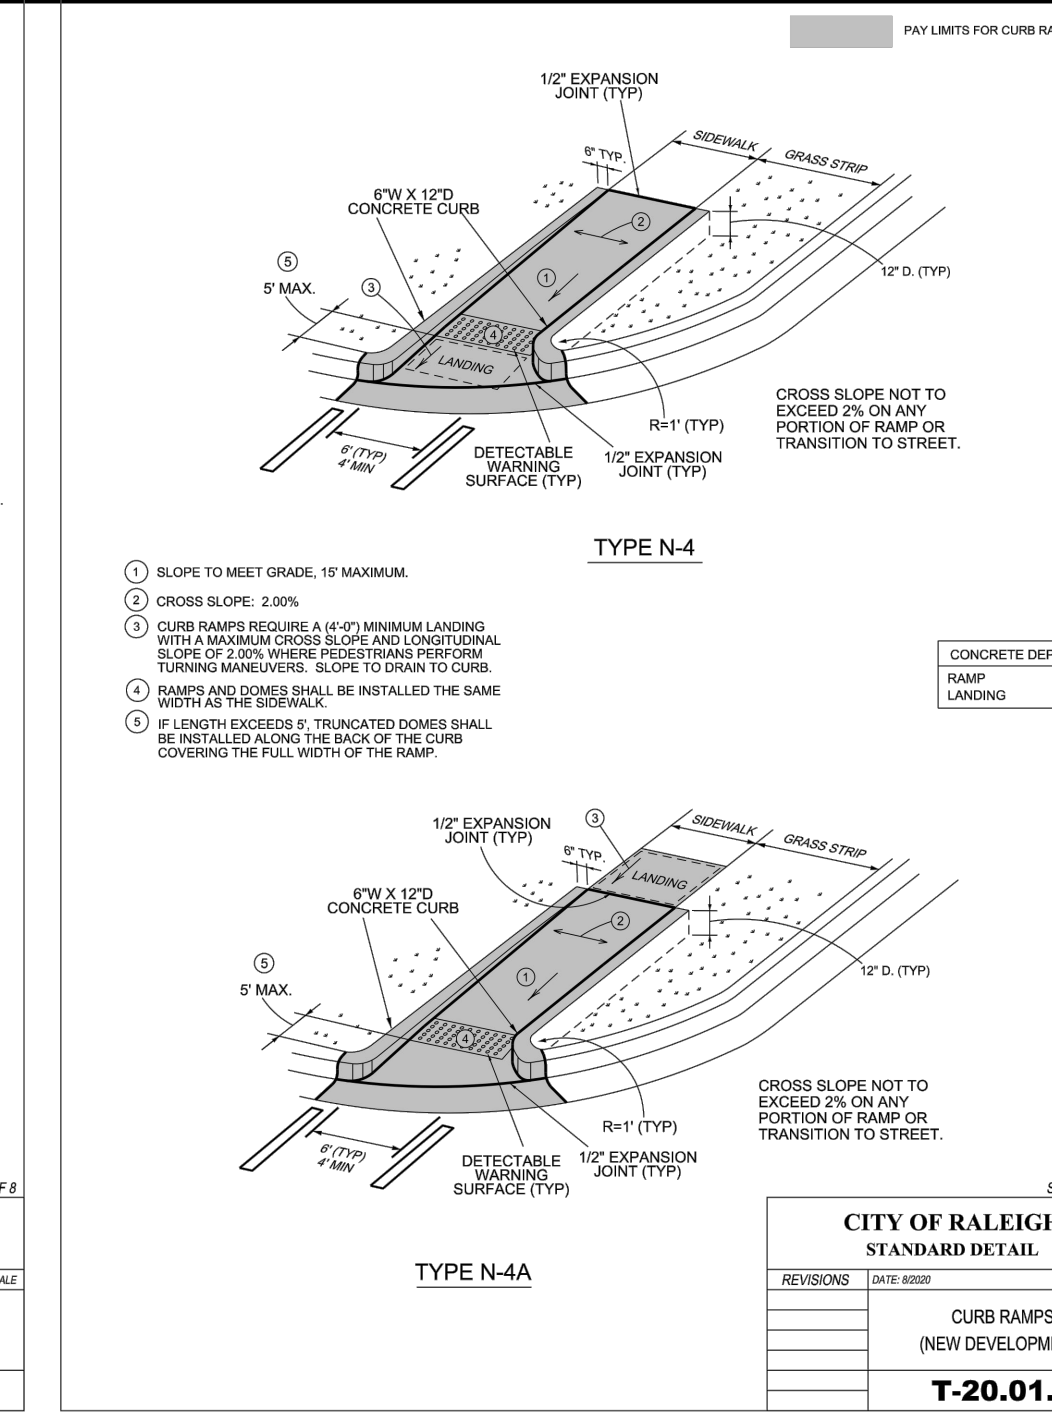 PAY LIMITS FOR CURB
1/2" EXPANSION
JOINT (TYP)
SIDEWALK
GRASS STRIP
6" TYP.
6"W X 12"D
CONCRETE CURB
2
5
5' MAX.
3
1
12" D. (TYP)
4
LANDING
CROSS SLOPE NOT TO
EXCEED 2% ON ANY
PORTION OF RAMP OR
TRANSITION TO STREET.
R=1' (TYP)
6' (TYP)
4' MIN
DETECTABLE
WARNING
SURFACE (TYP)
1/2" EXPANSION
JOINT (TYP)
TYPE N-4
1 SLOPE TO MEET GRADE, 15' MAXIMUM.
2 CROSS SLOPE: 2.00%
3 CURB RAMPS REQUIRE A (4'-0") MINIMUM LANDING
WITH A MAXIMUM CROSS SLOPE AND LONGITUDINAL
SLOPE OF 2.00% WHERE PEDESTRIANS PERFORM
TURNING MANEUVERS. SLOPE TO DRAIN TO CURB.
4 RAMPS AND DOMES SHALL BE INSTALLED THE SAME
WIDTH AS THE SIDEWALK.
5 IF LENGTH EXCEEDS 5', TRUNCATED DOMES SHALL
BE INSTALLED ALONG THE BACK OF THE CURB
COVERING THE FULL WIDTH OF THE RAMP.
CONCRETE
RAMP
LANDING
1/2" EXPANSION
JOINT (TYP)
3
SIDEWALK
GRASS STRIP
6" TYP.
LANDING
6"W X 12"D
CONCRETE CURB
2
5
5' MAX.
1
12" D. (TYP)
4
CROSS SLOPE NOT TO
EXCEED 2% ON ANY
PORTION OF RAMP OR
TRANSITION TO STREET.
R=1' (TYP)
6' (TYP)
4' MIN
DETECTABLE
WARNING
SURFACE (TYP)
1/2" EXPANSION
JOINT (TYP)
TYPE N-4A
F 8
CITY OF RALEIGH
STANDARD DETAIL
REVISIONS
DATE: 8/2020
CURB RAMPS
(NEW
T-20.01.